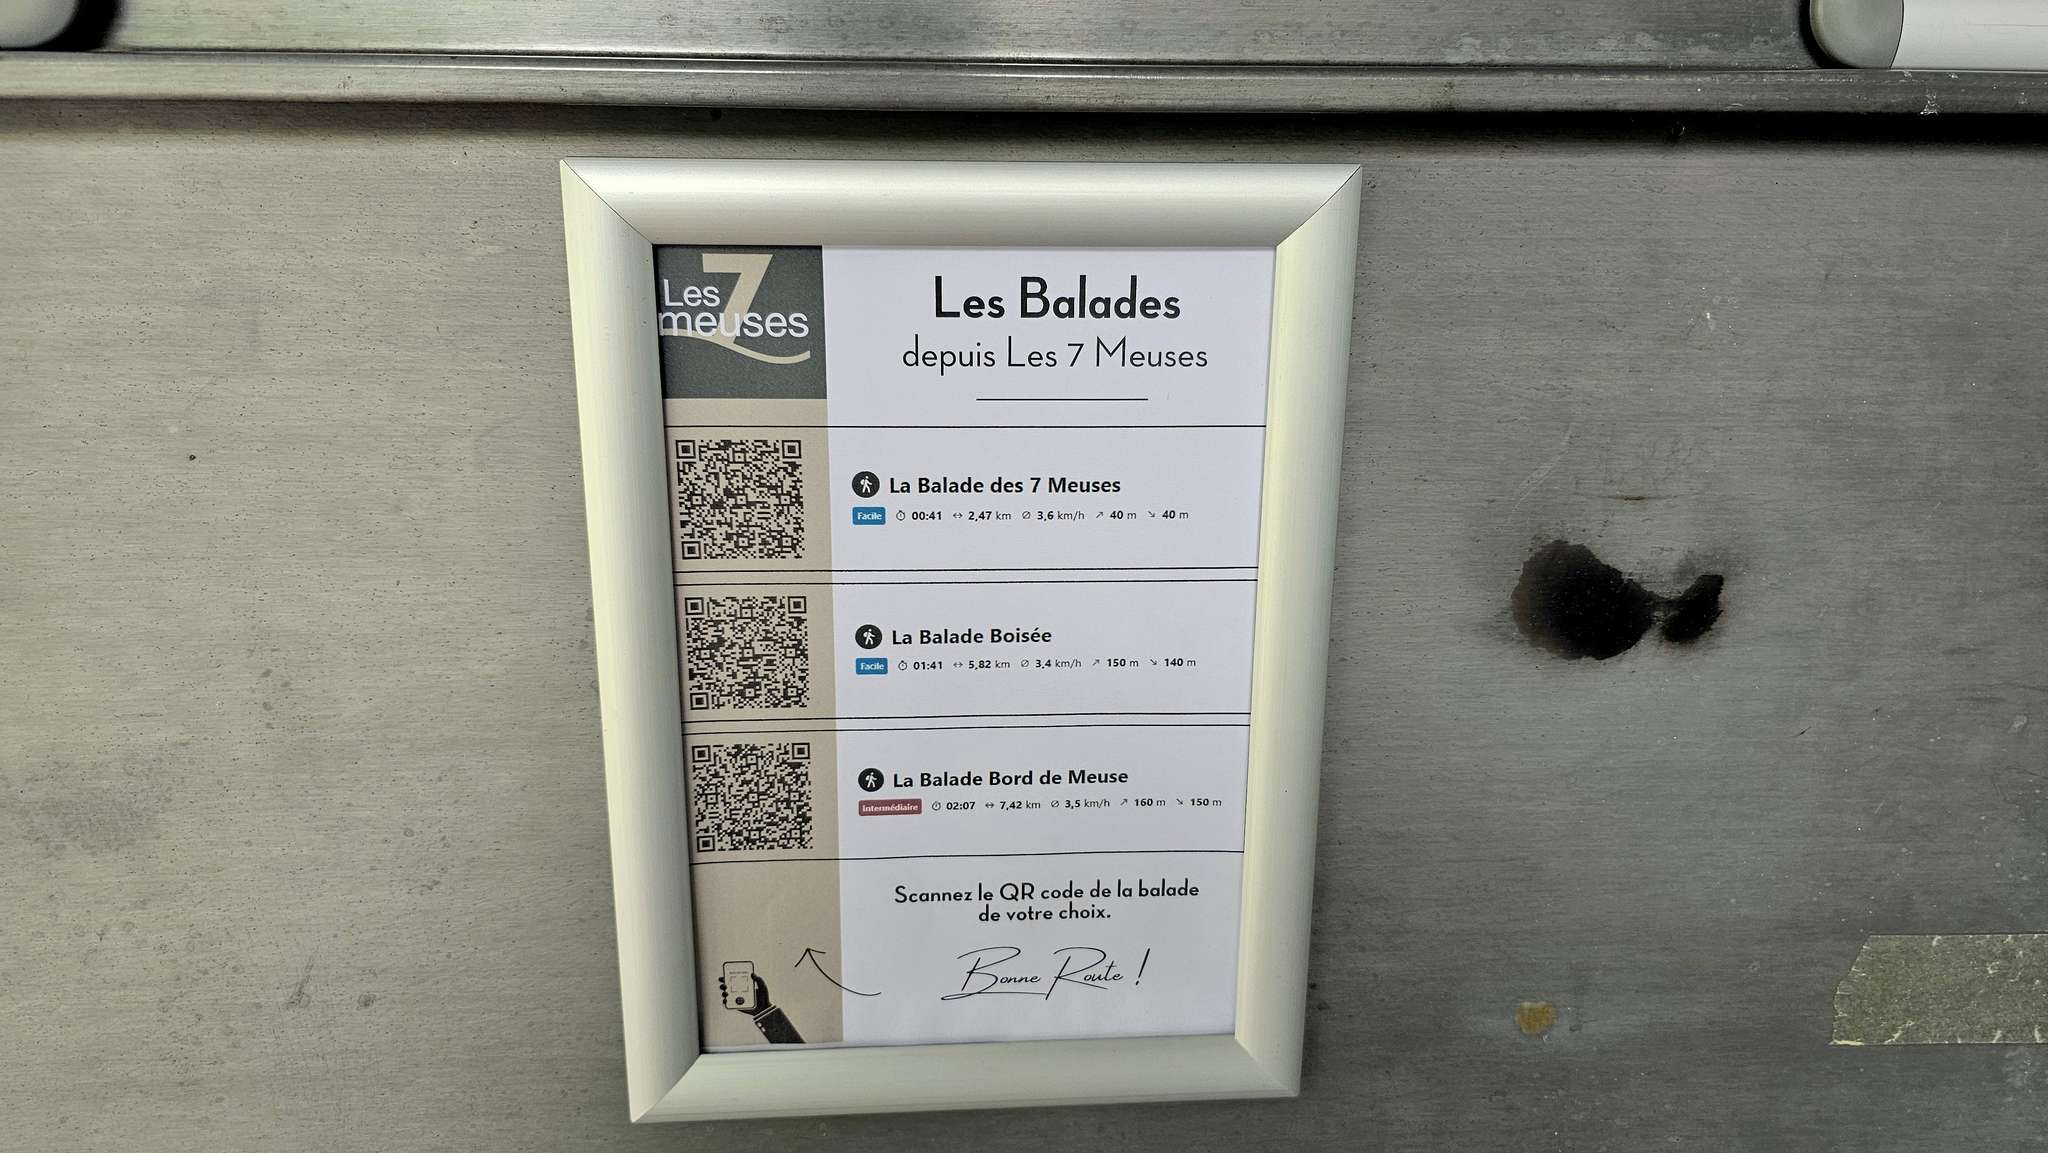 Les 7
meuses
Les Balades
depuis Les 7 Meuses
La Balade des 7 Meuses
Facile 00:41 ↔ 2,47 km ∅ 3,6 km/h ↗ 40 m ↘ 40 m
La Balade Boisée
Facile 01:41 ↔ 5,82 km ∅ 3,4 km/h ↗ 150 m ↘ 140 m
La Balade Bord de Meuse
Intermédiaire 02:07 ↔ 7,42 km ∅ 3,5 km/h ↗ 160 m ↘ 150 m
Scannez le QR code de la balade
de votre choix.
Bonne Route !